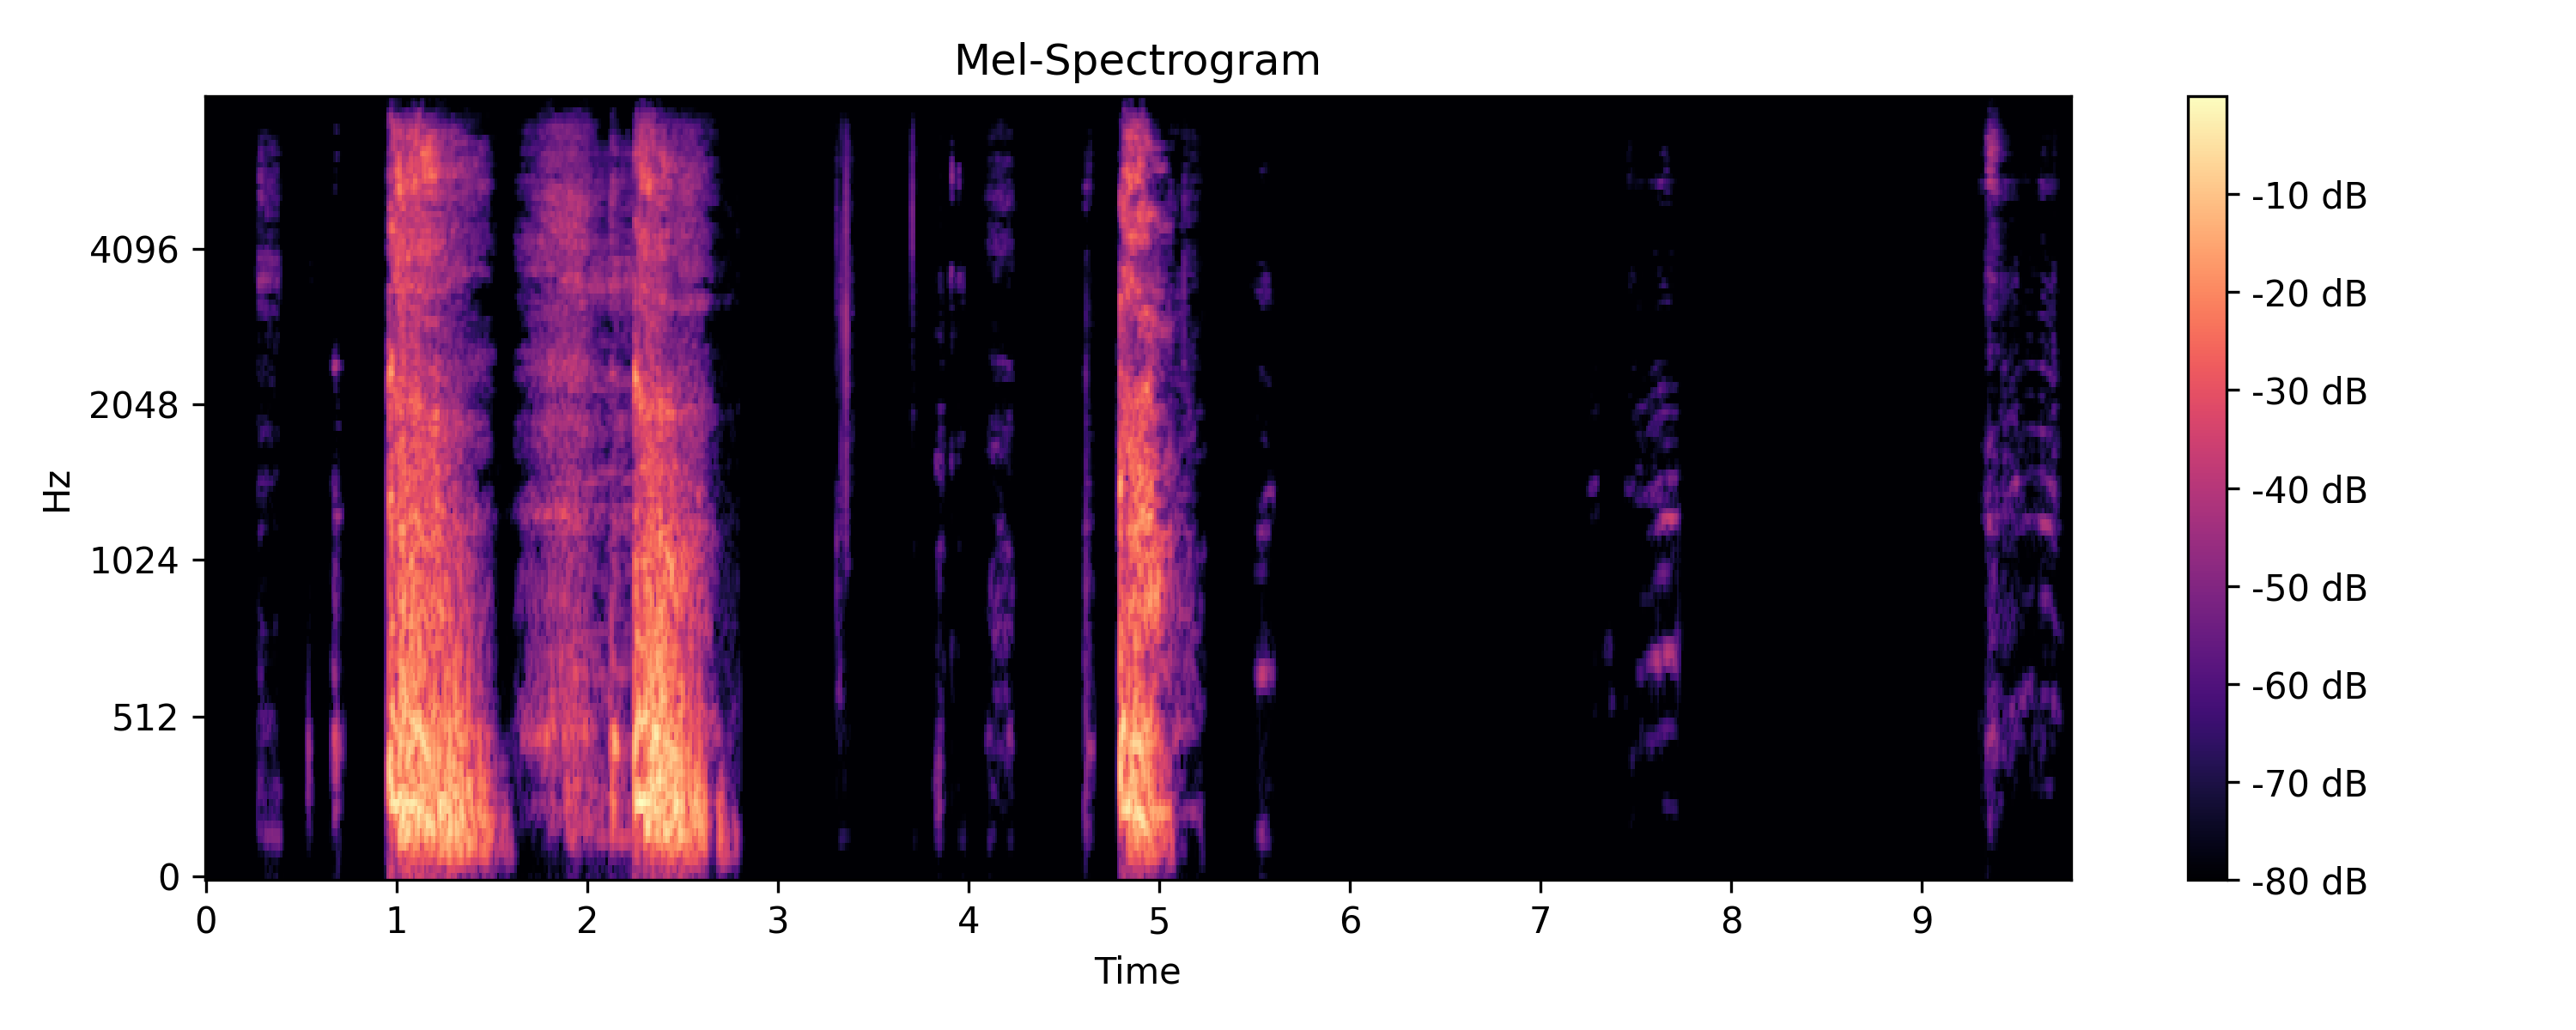 Mel-Spectrogram
Hz
4096
2048
1024
512
0
0 1 2 3 4 5 6 7 8 9
Time
-10 dB
-20 dB
-30 dB
-40 dB
-50 dB
-60 dB
-70 dB
-80 dB